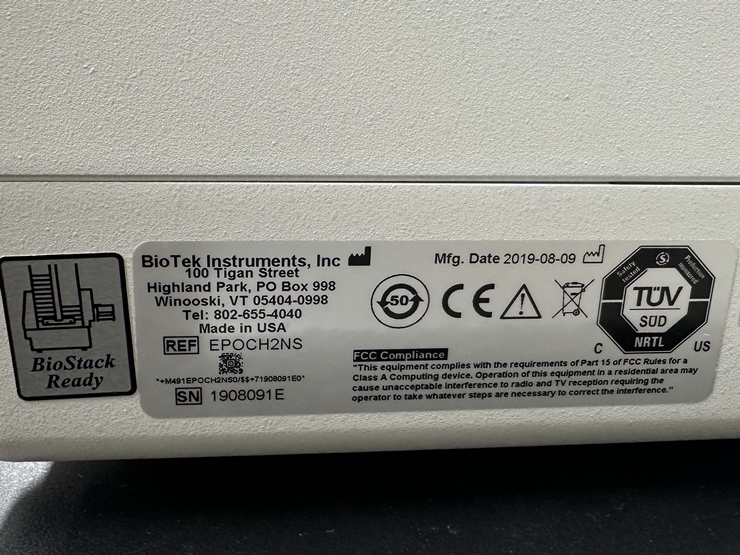 BioStack
Ready
BioTek Instruments, Inc
100 Tigan Street
Highland Park, PO Box 998
Winooski, VT 05404-0998
Tel: 802-655-4040
Made in USA
REF EPOCH2NS
*+M491EPOCH2NS0/$$+71908091E0*
SN 1908091E
Mfg. Date 2019-08-09
50
CE
FCC Compliance
"This equipment complies with the requirements of Part 15 of FCC Rules for a
Class A Computing device. Operation of this equipment in a residential area may
cause unacceptable interference to radio and TV reception requiring the
operator to take whatever steps are necessary to correct the interference."
Safety
tested
S
Production
monitored
TÜV
SÜD
NRTL
C US